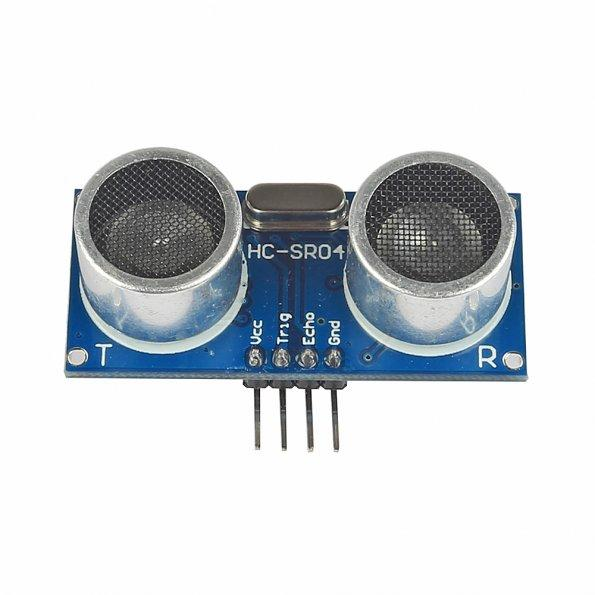 HC-SR04
Vcc
Trig
Echo
Gnd
T
R